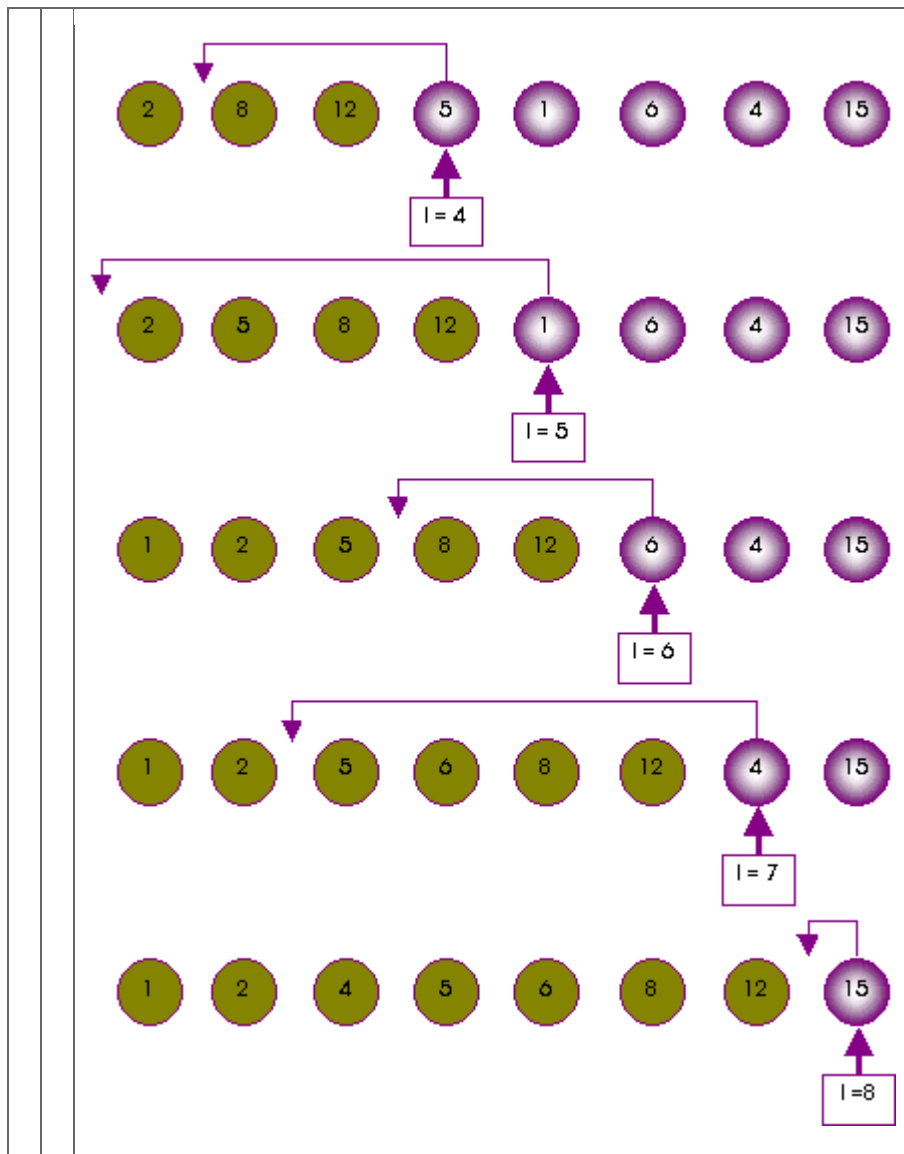 2 8 12 5 1 6 4 15
I = 4
2 5 8 12 1 6 4 15
I = 5
1 2 5 8 12 6 4 15
I = 6
1 2 5 6 8 12 4 15
I = 7
1 2 4 5 6 8 12 15
I =8